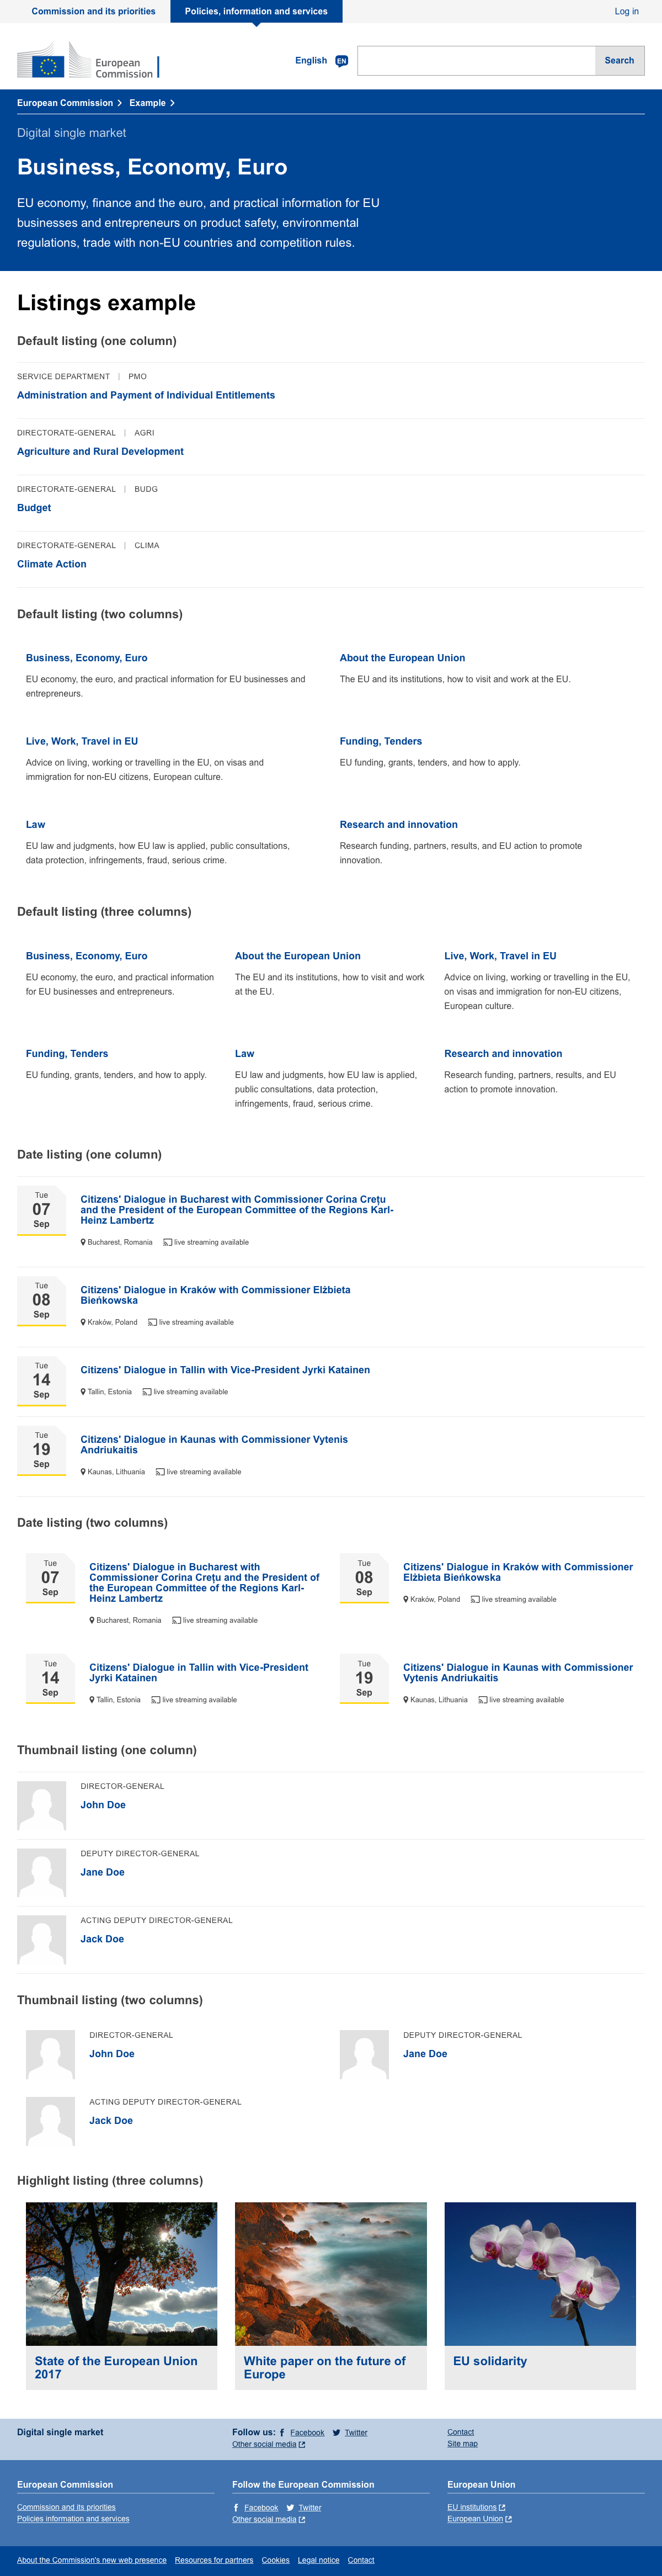 Commission and its priorities
Policies, information and services
Log in
European
Commission
English
EN
Search
European Commission
Example
Digital single market
Business, Economy, Euro
EU economy, finance and the euro, and practical information for EU
businesses and entrepreneurs on product safety, environmental
regulations, trade with non-EU countries and competition rules.
Listings example
Default listing (one column)
SERVICE DEPARTMENT | PMO
Administration and Payment of Individual Entitlements
DIRECTORATE-GENERAL | AGRI
Agriculture and Rural Development
DIRECTORATE-GENERAL | BUDG
Budget
DIRECTORATE-GENERAL | CLIMA
Climate Action
Default listing (two columns)
Business, Economy, Euro
EU economy, the euro, and practical information for EU businesses and
entrepreneurs.
About the European Union
The EU and its institutions, how to visit and work at the EU.
Live, Work, Travel in EU
Advice on living, working or travelling in the EU, on visas and
immigration for non-EU citizens, European culture.
Funding, Tenders
EU funding, grants, tenders, and how to apply.
Law
EU law and judgments, how EU law is applied, public consultations,
data protection, infringements, fraud, serious crime.
Research and innovation
Research funding, partners, results, and EU action to promote
innovation.
Default listing (three columns)
Business, Economy, Euro
EU economy, the euro, and practical information
for EU businesses and entrepreneurs.
About the European Union
The EU and its institutions, how to visit and work
at the EU.
Live, Work, Travel in EU
Advice on living, working or travelling in the EU,
on visas and immigration for non-EU citizens,
European culture.
Funding, Tenders
EU funding, grants, tenders, and how to apply.
Law
EU law and judgments, how EU law is applied,
public consultations, data protection,
infringements, fraud, serious crime.
Research and innovation
Research funding, partners, results, and EU
action to promote innovation.
Date listing (one column)
Tue
07
Sep
Citizens' Dialogue in Bucharest with Commissioner Corina Crețu
and the President of the European Committee of the Regions Karl-
Heinz Lambertz
Bucharest, Romania
live streaming available
Tue
08
Sep
Citizens' Dialogue in Kraków with Commissioner Elżbieta
Bieńkowska
Kraków, Poland
live streaming available
Tue
14
Sep
Citizens' Dialogue in Tallin with Vice-President Jyrki Katainen
Tallin, Estonia
live streaming available
Tue
19
Sep
Citizens' Dialogue in Kaunas with Commissioner Vytenis
Andriukaitis
Kaunas, Lithuania
live streaming available
Date listing (two columns)
Tue
07
Sep
Citizens' Dialogue in Bucharest with
Commissioner Corina Crețu and the President of
the European Committee of the Regions Karl-
Heinz Lambertz
Bucharest, Romania
live streaming available
Tue
08
Sep
Citizens' Dialogue in Kraków with Commissioner
Elżbieta Bieńkowska
Kraków, Poland
live streaming available
Tue
14
Sep
Citizens' Dialogue in Tallin with Vice-President
Jyrki Katainen
Tallin, Estonia
live streaming available
Tue
19
Sep
Citizens' Dialogue in Kaunas with Commissioner
Vytenis Andriukaitis
Kaunas, Lithuania
live streaming available
Thumbnail listing (one column)
DIRECTOR-GENERAL
John Doe
DEPUTY DIRECTOR-GENERAL
Jane Doe
ACTING DEPUTY DIRECTOR-GENERAL
Jack Doe
Thumbnail listing (two columns)
DIRECTOR-GENERAL
John Doe
DEPUTY DIRECTOR-GENERAL
Jane Doe
ACTING DEPUTY DIRECTOR-GENERAL
Jack Doe
Highlight listing (three columns)
State of the European Union
2017
White paper on the future of
Europe
EU solidarity
Digital single market
Follow us: Facebook Twitter
Other social media
Contact
Site map
European Commission
Commission and its priorities
Policies information and services
Follow the European Commission
Facebook Twitter
Other social media
European Union
EU institutions
European Union
About the Commission's new web presence
Resources for partners
Cookies
Legal notice
Contact